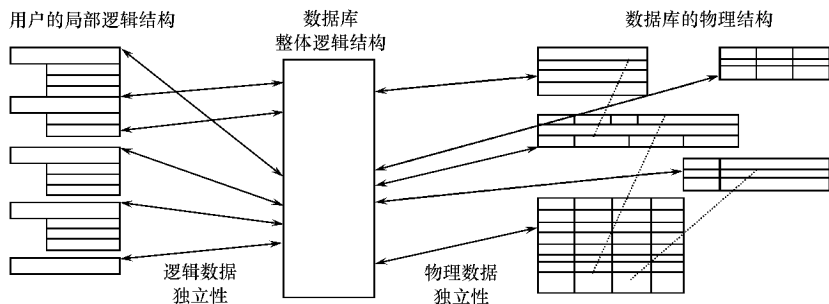 用户的局部逻辑结构
数据库
整体逻辑结构
数据库的物理结构
逻辑数据
独立性
物理数据
独立性